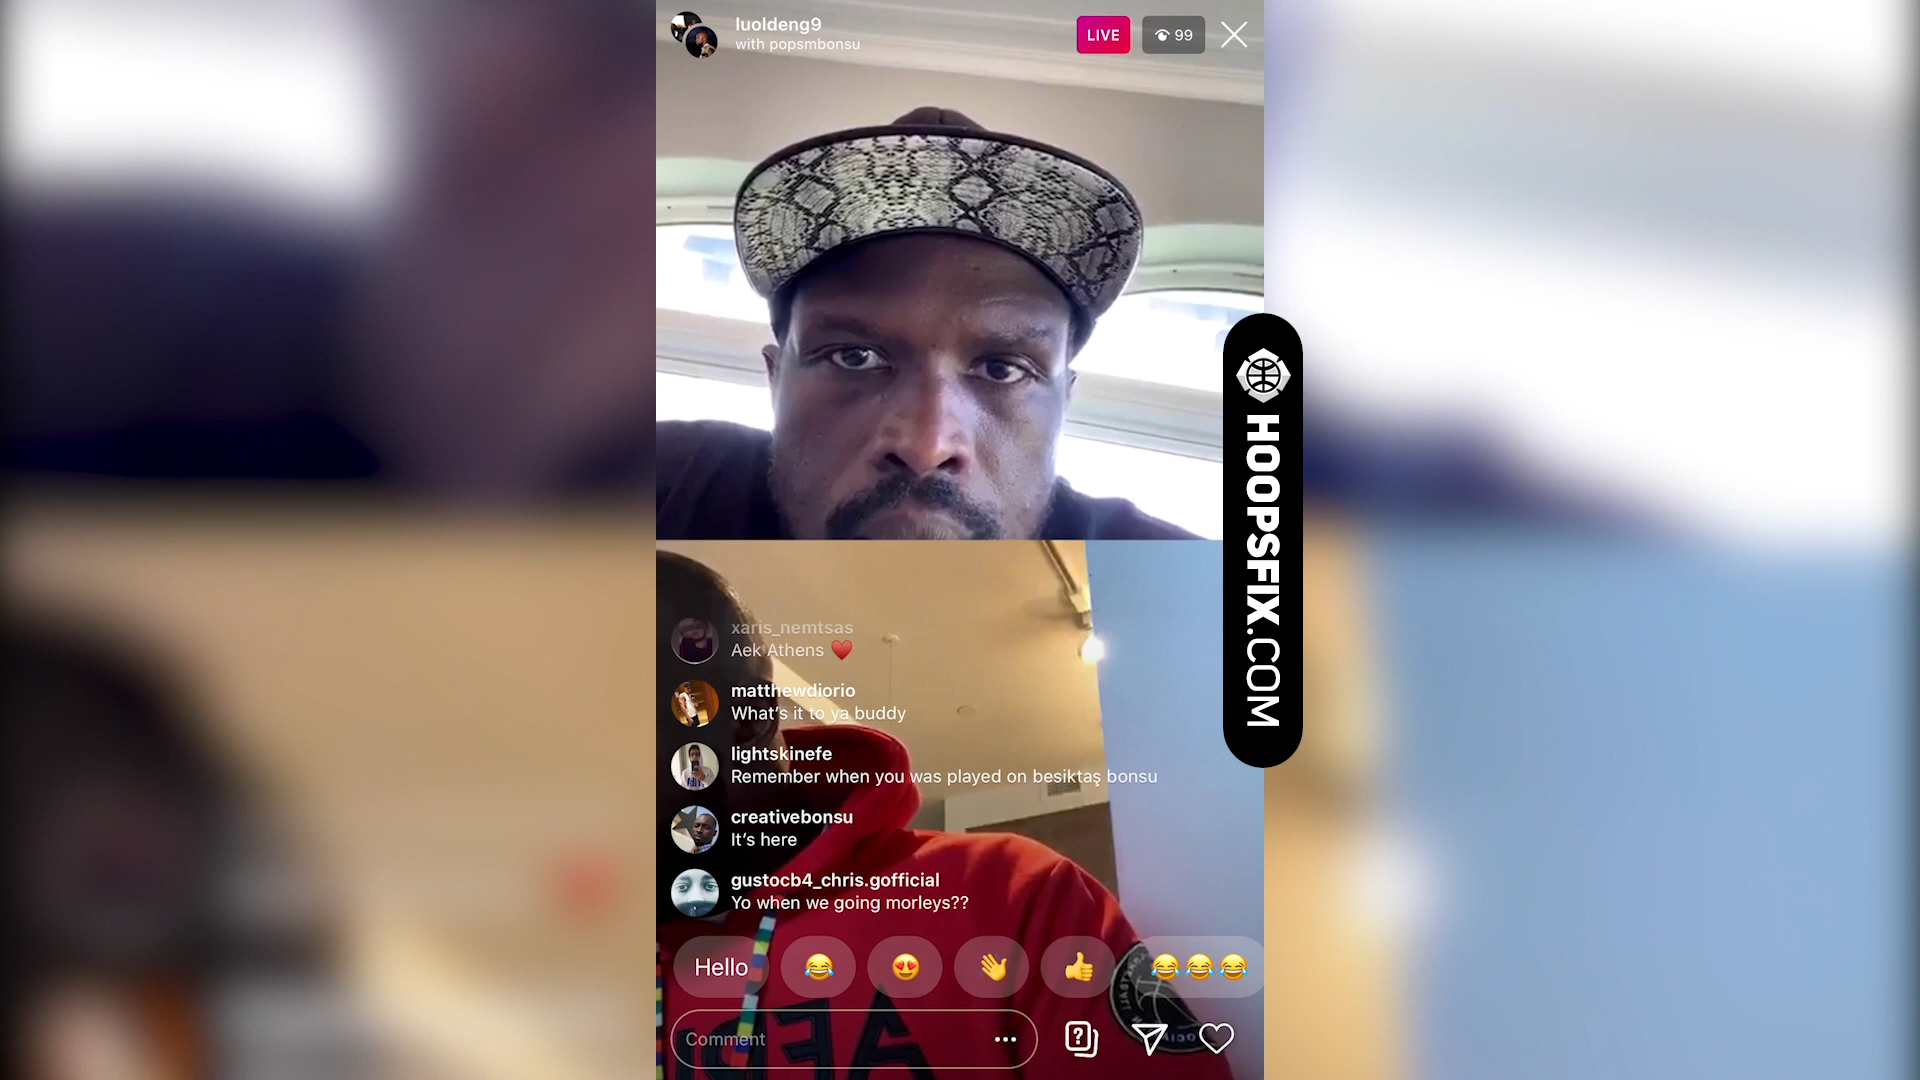 luoldeng9
with popsmbonsu
LIVE
99
HOOPSFIX.COM
xaris_nemtsas
Aek Athens ❤️
matthewdiorio
What's it to ya buddy
lightskinefe
Remember when you was played on besiktaş bonsu
creativebonsu
It's here
gustocb4_chris.gofficial
Yo when we going morleys??
Hello 😂 😍 👋 👍 😂😂😂
Comment